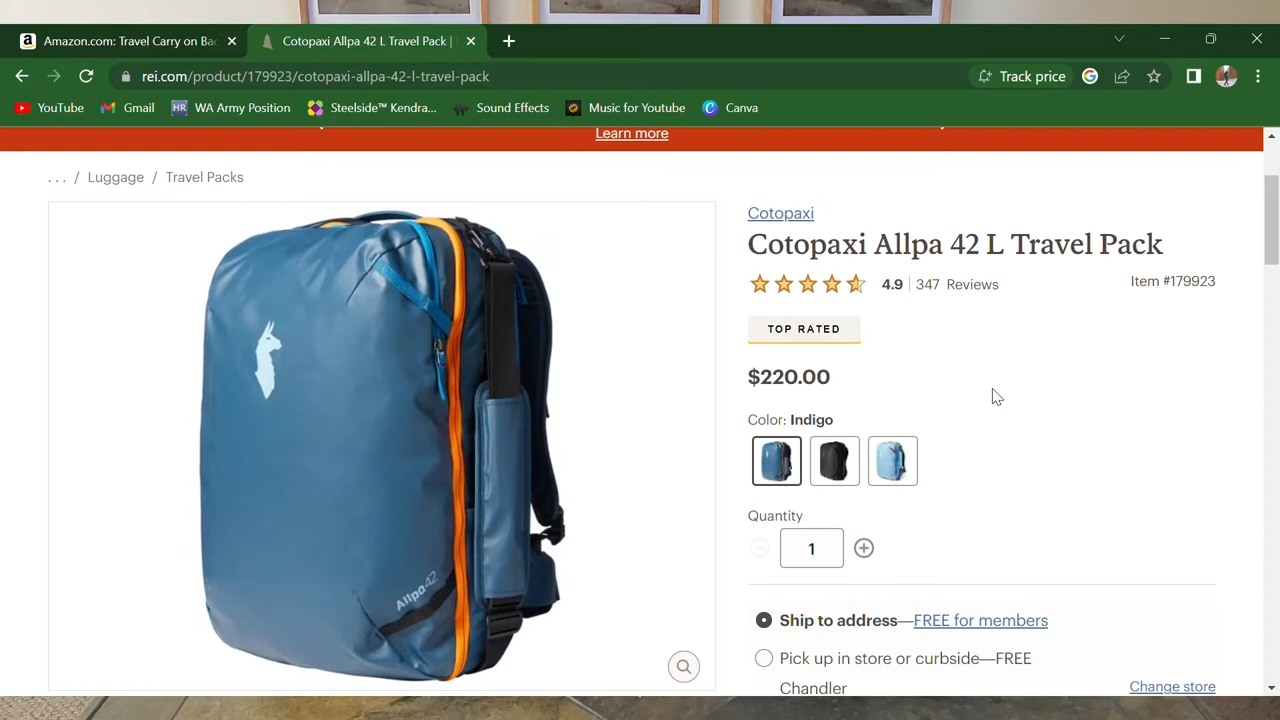 Amazon.com: Travel Carry on Bac
Cotopaxi Allpa 42 L Travel Pack |
rei.com/product/179923/cotopaxi-allpa-42-l-travel-pack
Track price
YouTube
Gmail
HR WA Army Position
Steelside™ Kendra...
Sound Effects
Music for Youtube
Canva
Learn more
. . . / Luggage / Travel Packs
Cotopaxi
Cotopaxi Allpa 42 L Travel Pack
4.9 | 347 Reviews
Item #179923
TOP RATED
$220.00
Color: Indigo
Quantity
1
Ship to address—FREE for members
Pick up in store or curbside—FREE
Chandler
Change store
Allpa42